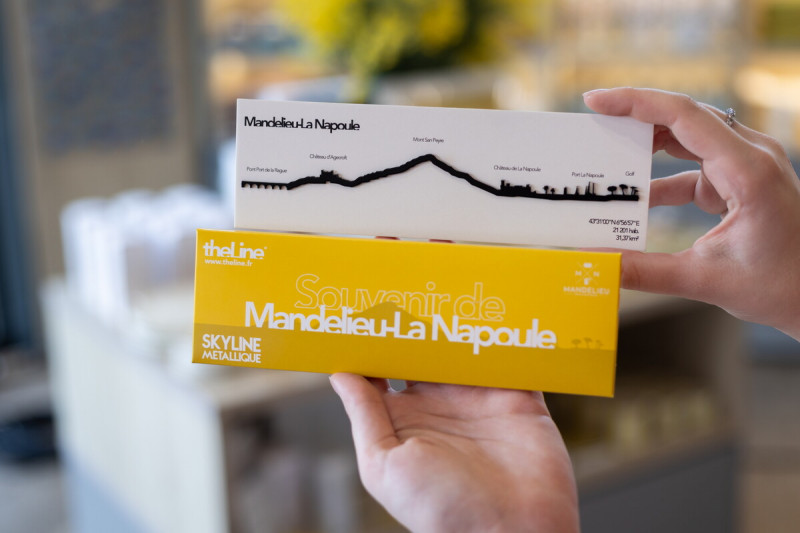 Mandelieu-La Napoule
Mont San Peyre
Château d'Agecroft
Pont Port de la Rague
Château de La Napoule
Port La Napoule
Golf
43°31'00"N 6°56'57"E
21 201 hab.
31,37 km²
theLine
www.theline.fr
MANDELIEU
Souvenir de
Mandelieu-La Napoule
SKYLINE
METALLIQUE